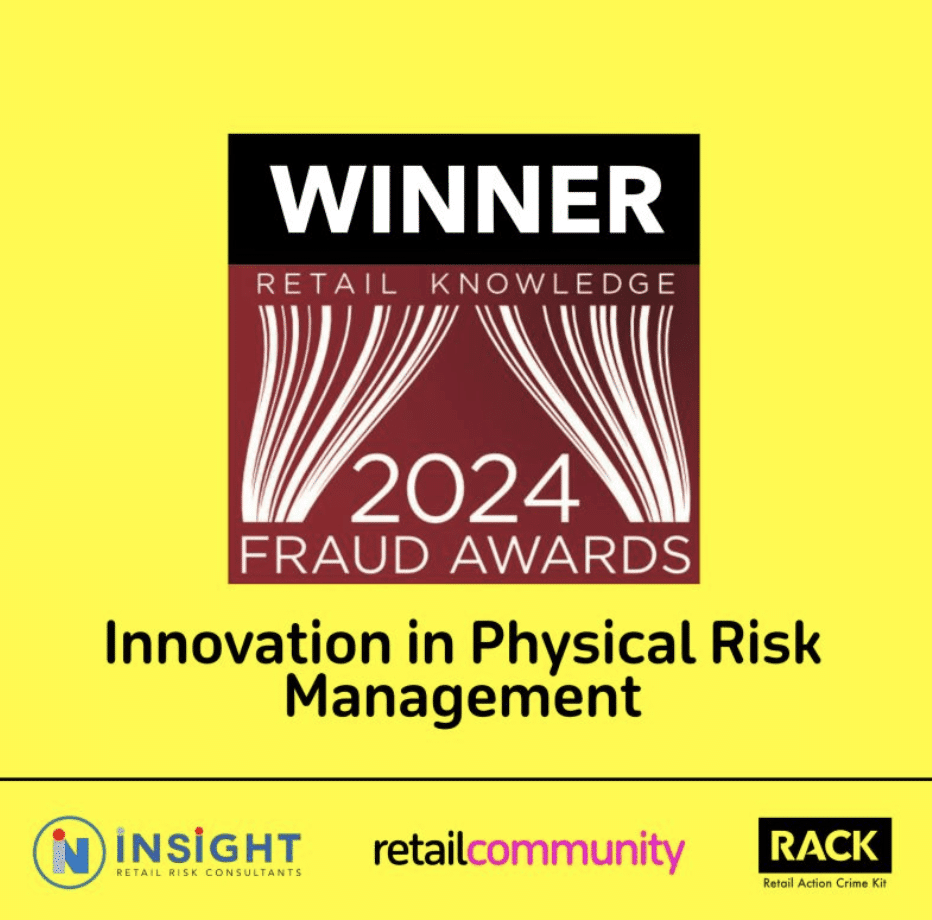 WINNER
RETAIL KNOWLEDGE
2024
FRAUD AWARDS
Innovation in Physical Risk
Management
iN iNSiGHT
RETAIL RISK CONSULTANTS
retailcommunity
RACK
Retail Action Crime Kit